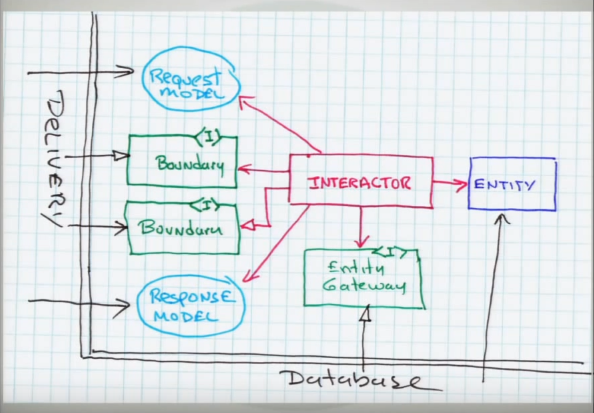 Request
MODEL
<I>
Boundary
DELIVERY
INTERACTOR
ENTITY
<I>
Boundary
<I>
Entity
Gateway
RESPONSE
MODEL
Database